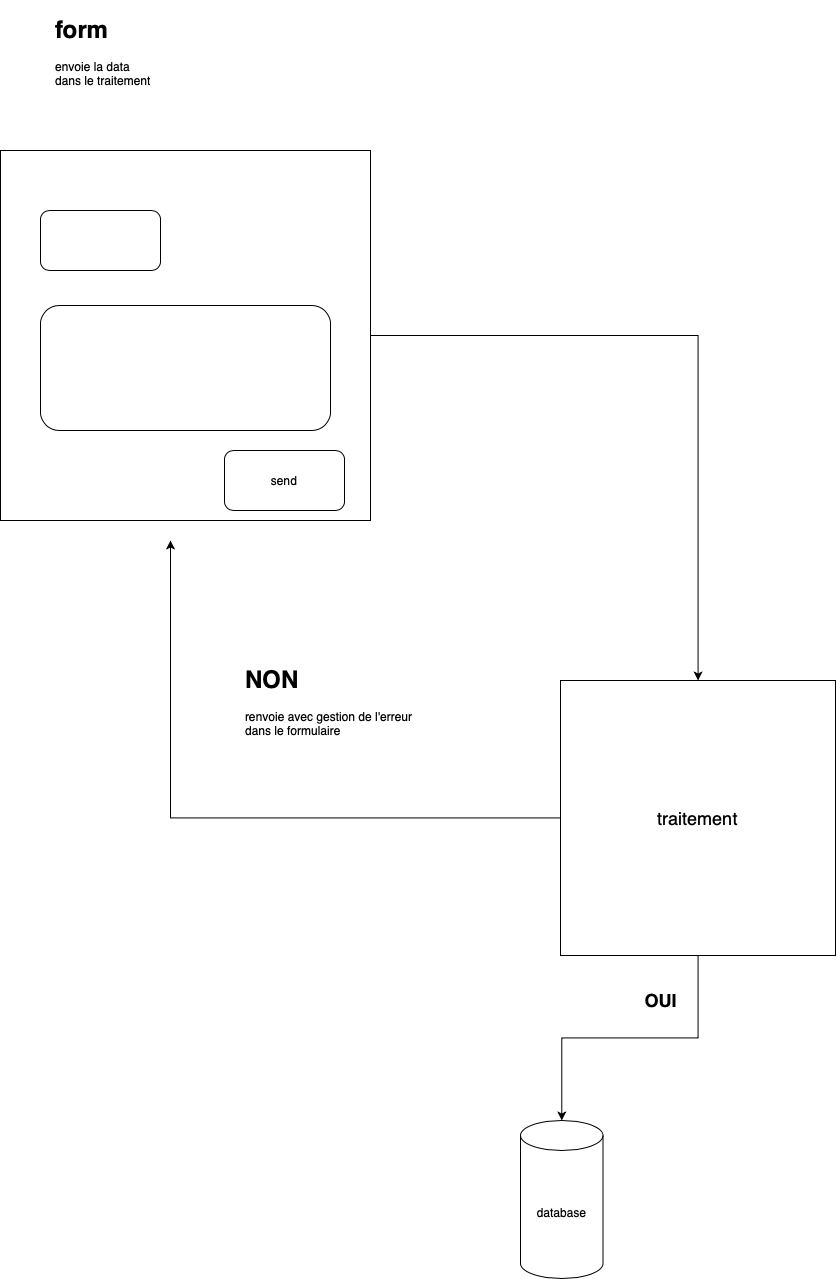 form
envoie la data
dans le traitement
send
NON
renvoie avec gestion de l'erreur
dans le formulaire
traitement
OUI
database